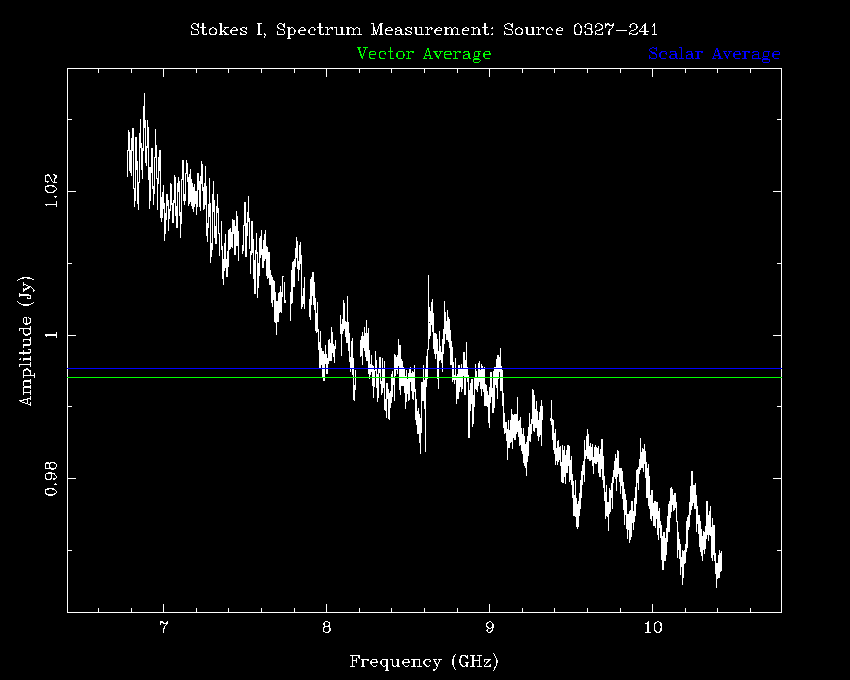 Stokes I, Spectrum Measurement: Source 0327-241
Vector Average Scalar Average
1.02
1
0.98
Amplitude (Jy)
7 8 9 10
Frequency (GHz)